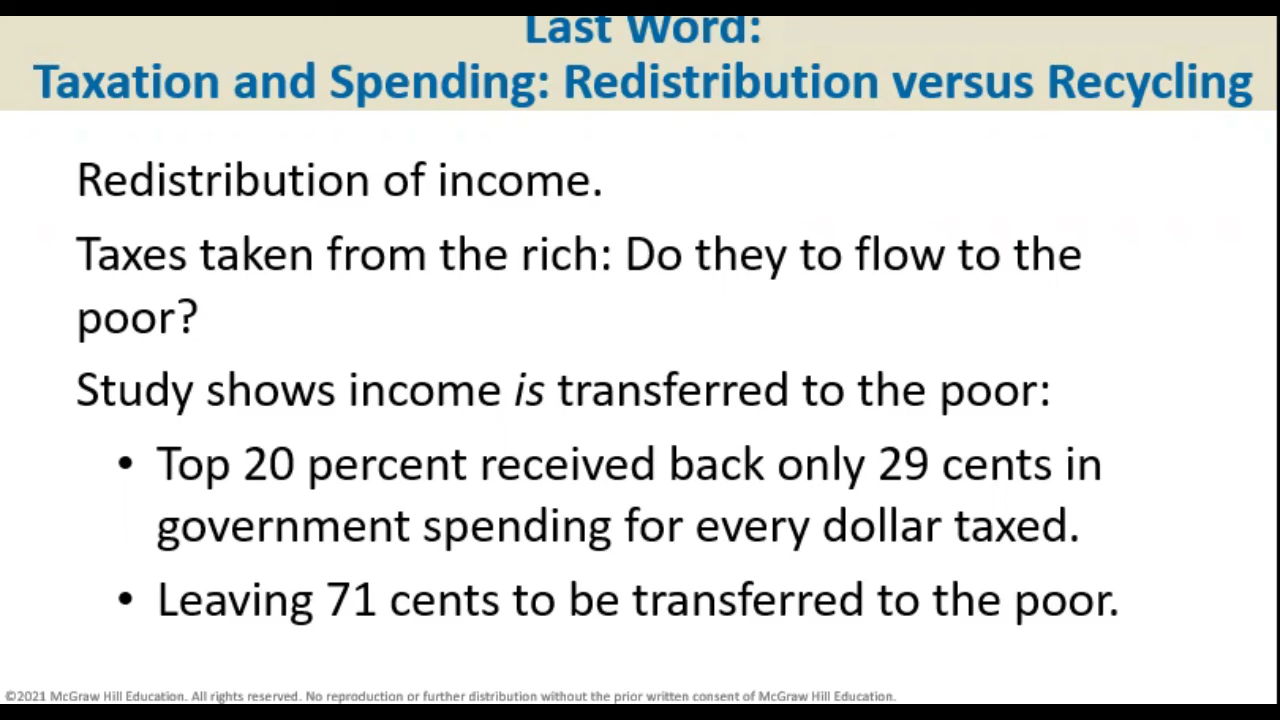 Last Word:
Taxation and Spending: Redistribution versus Recycling
Redistribution of income.
Taxes taken from the rich: Do they to flow to the
poor?
Study shows income is transferred to the poor:
• Top 20 percent received back only 29 cents in
government spending for every dollar taxed.
• Leaving 71 cents to be transferred to the poor.
©2021 McGraw Hill Education. All rights reserved. No reproduction or further distribution without the prior written consent of McGraw Hill Education.